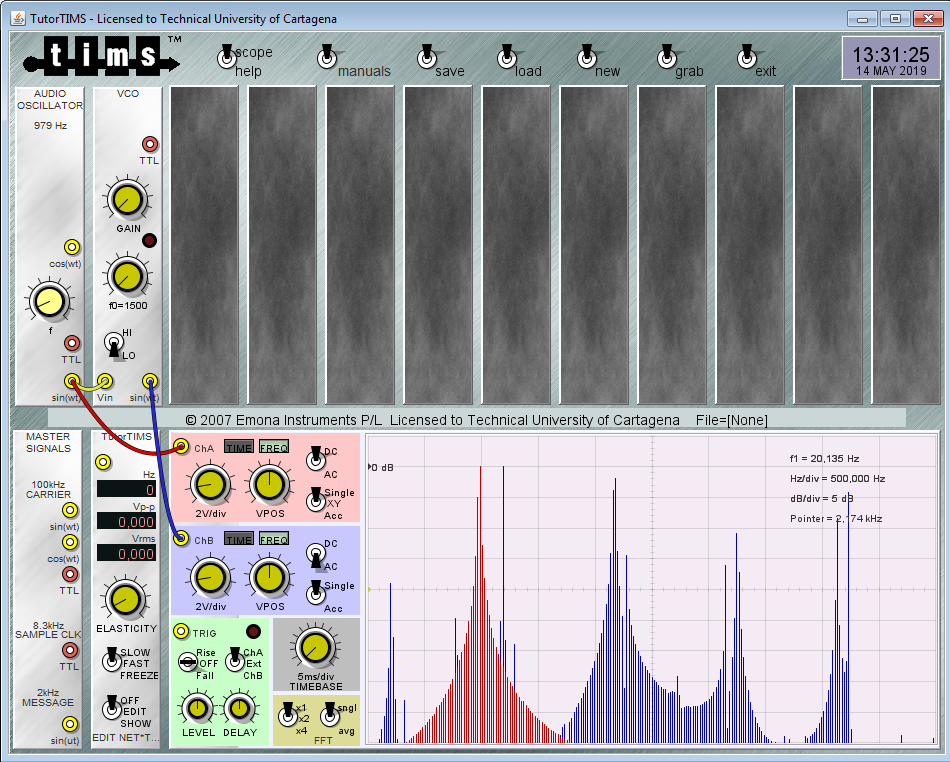 TutorTIMS - Licensed to Technical University of Cartagena
tims™
scope
help
manuals
save
load
new
grab
exit
13:31:25
14 MAY 2019
AUDIO
OSCILLATOR
979 Hz
cos(wt)
f
TTL
sin(wt)
VCO
TTL
GAIN
f0=1500
HI
LO
Vin
sin(wt)
© 2007 Emona Instruments P/L Licensed to Technical University of Cartagena File=[None]
MASTER
SIGNALS
100kHz
CARRIER
sin(wt)
cos(wt)
TTL
8.3kHz
SAMPLE CLK
TTL
2kHz
MESSAGE
sin(ut)
TutorTIMS
Hz
0
Vp-p
0,000
Vrms
0,000
ELASTICITY
SLOW
FAST
FREEZE
OFF
EDIT
SHOW
EDIT NET*T...
ChA
TIME
FREQ
DC
AC
2V/div
VPOS
Single
XY
Acc
ChB
TIME
FREQ
DC
AC
2V/div
VPOS
Single
Acc
TRIG
Rise
OFF
Fall
ChA
Ext
ChB
LEVEL
DELAY
5ms/div
TIMEBASE
x1
x2
x4
sngl
avg
FFT
0 dB
f1 = 20,135 Hz
Hz/div = 500,000 Hz
dB/div = 5 dB
Pointer = 2,174 kHz